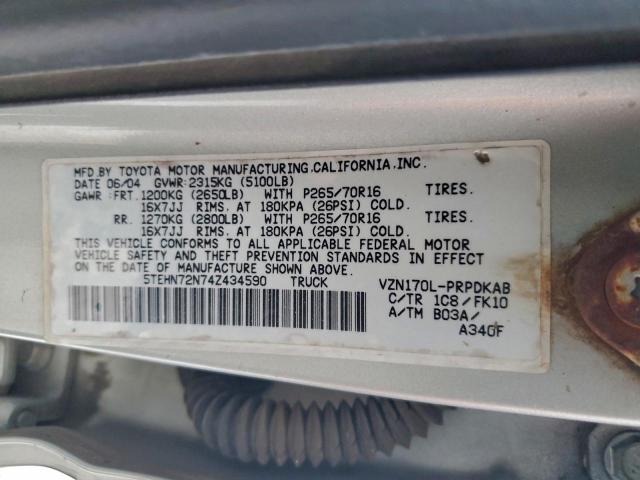 MFD.BY TOYOTA MOTOR MANUFACTURING,CALIFORNIA,INC.
DATE 06/04 GVWR:2315KG (5100LB)
GAWR :FRT.1200KG (2650LB) WITH P265/70R16 TIRES.
16X7JJ RIMS. AT 180KPA (26PSI) COLD.
RR. 1270KG (2800LB) WITH P265/70R16 TIRES.
16X7JJ RIMS. AT 180KPA (26PSI) COLD.
THIS VEHICLE CONFORMS TO ALL APPLICABLE FEDERAL MOTOR
VEHICLE SAFETY AND THEFT PREVENTION STANDARDS IN EFFECT
ON THE DATE OF MANUFACTURE SHOWN ABOVE.
5TEHN72N74Z434590 TRUCK VZN170L-PRPDKAB
C/TR 1C8/FK10
A/TM B03A/
A340F